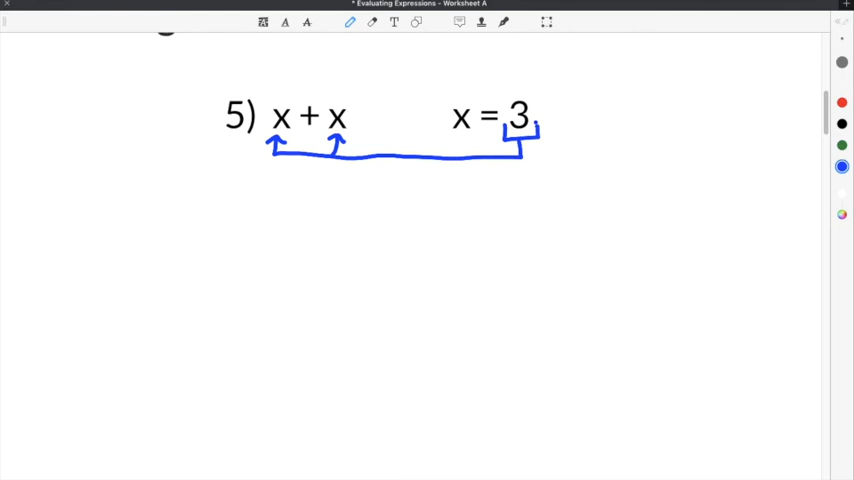 * Evaluating Expressions - Worksheet A
5) x + x x = 3